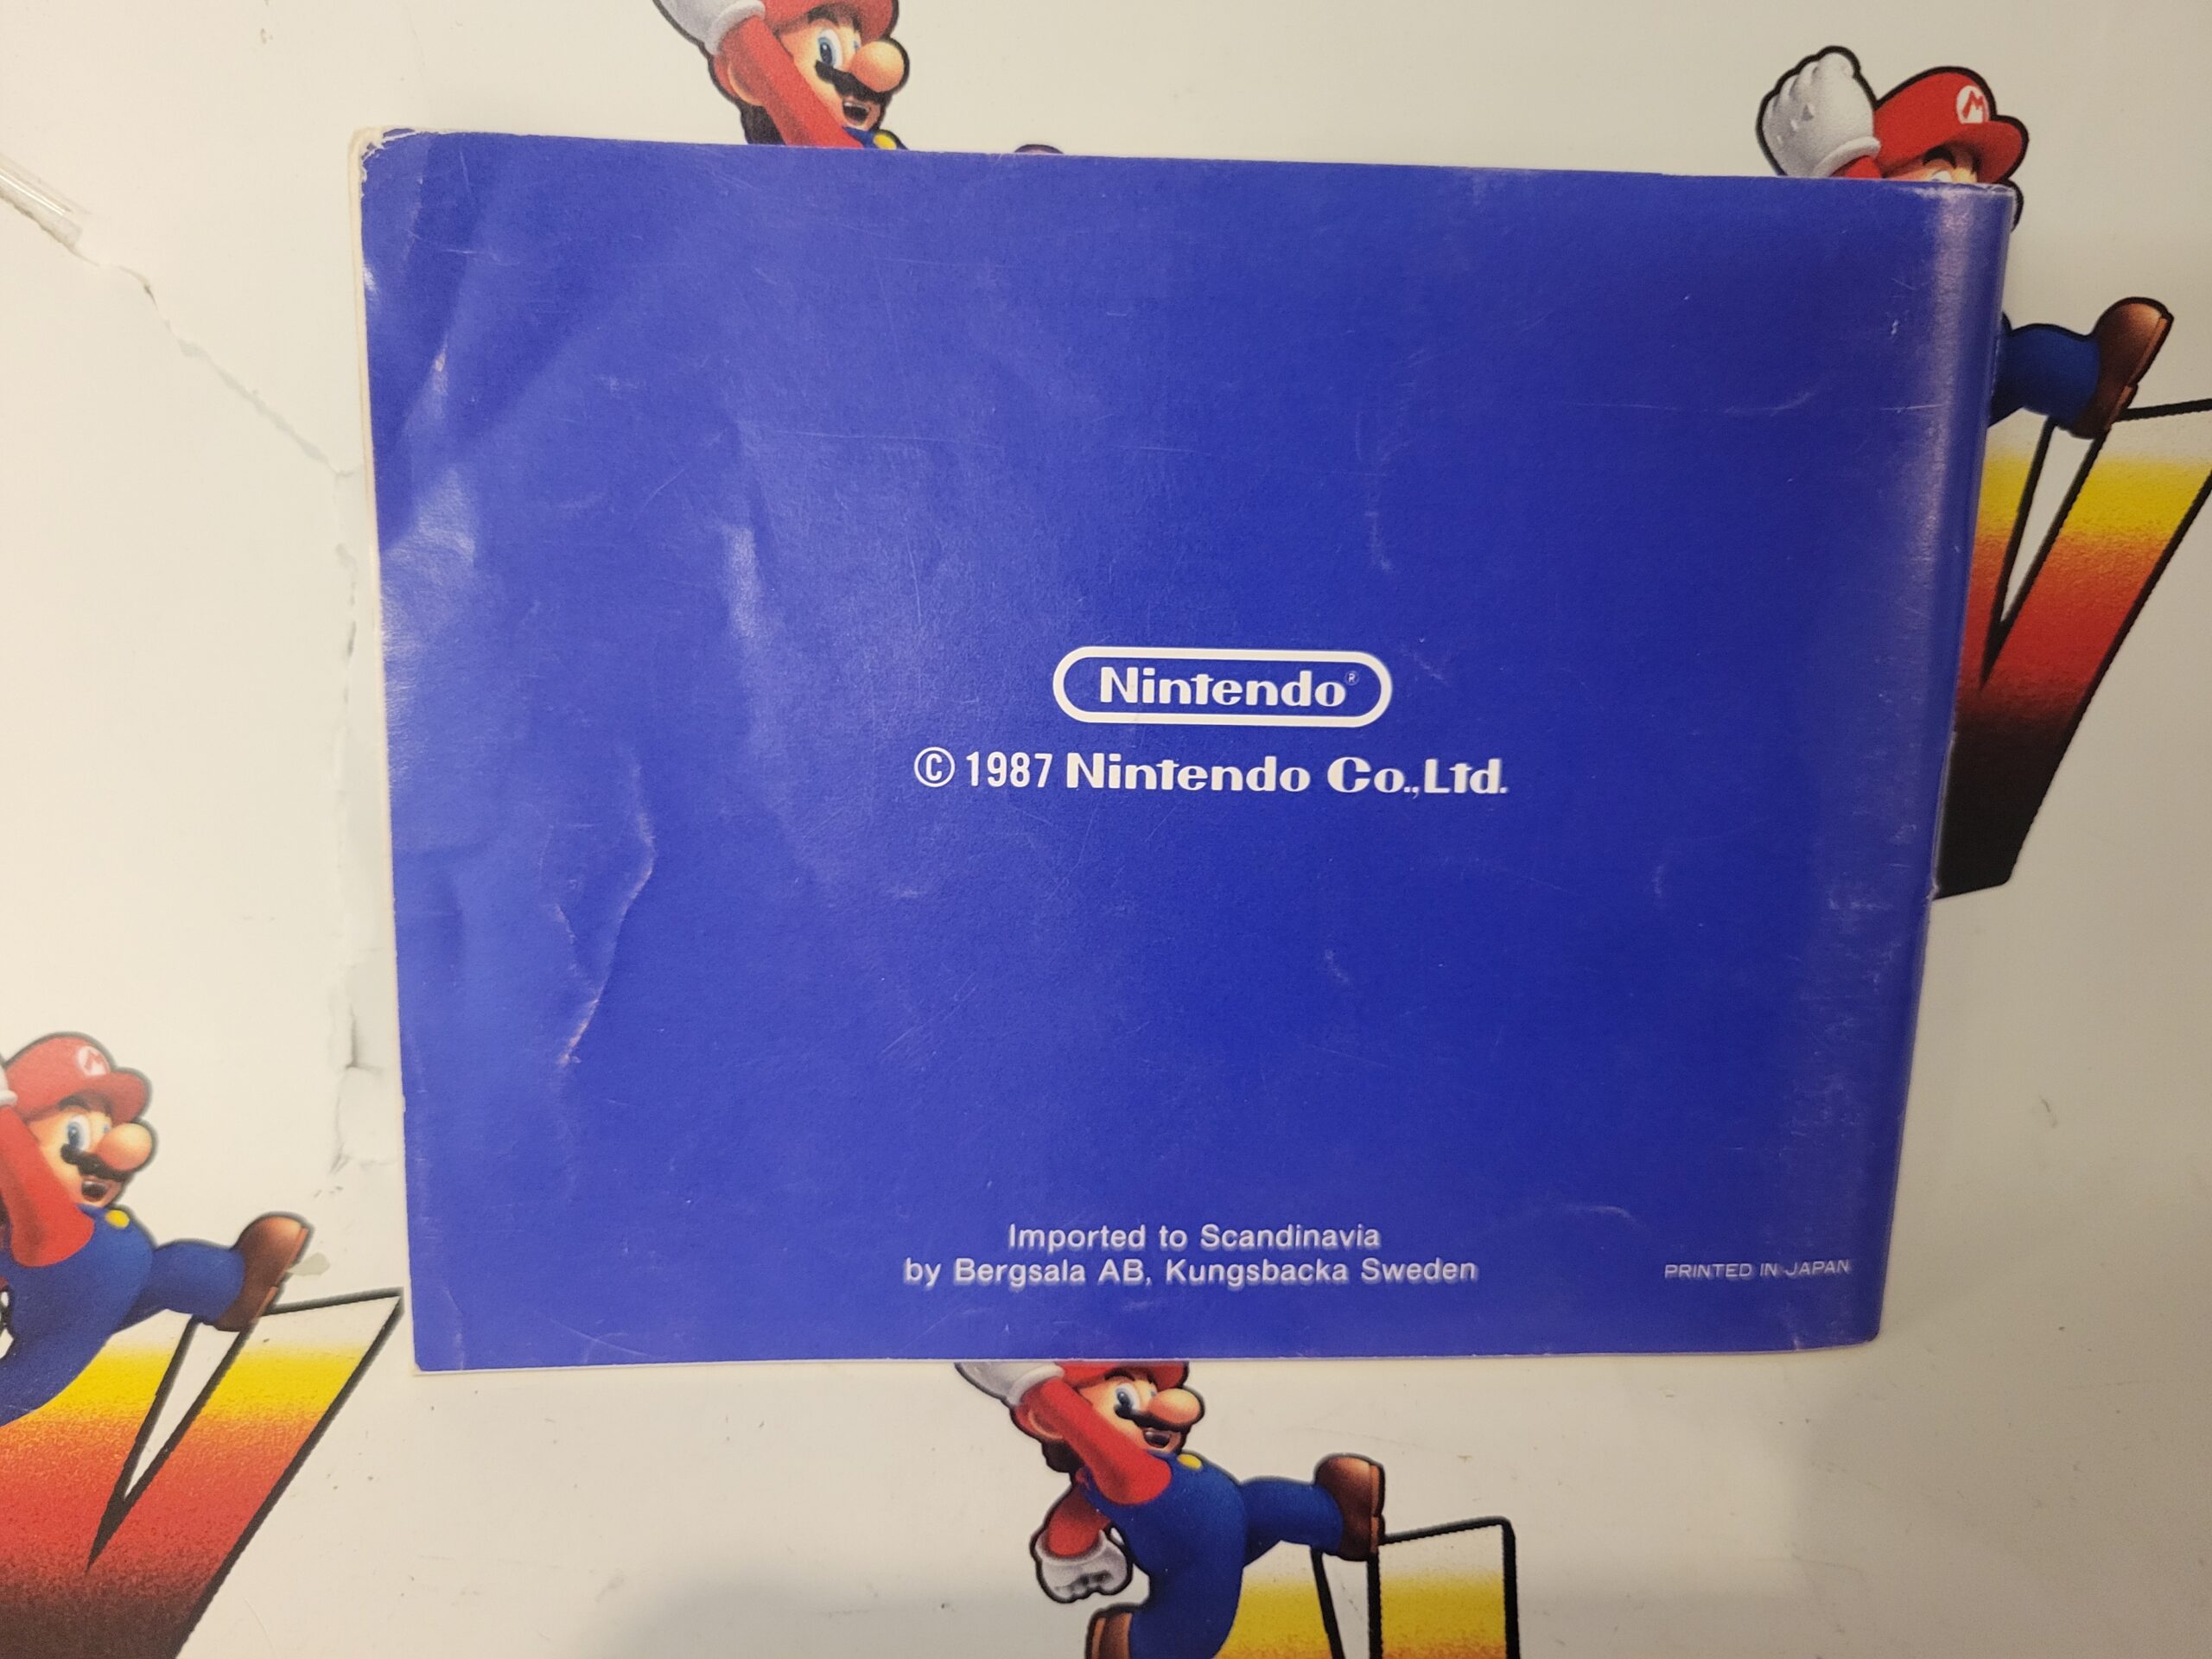 Nintendo®
© 1987 Nintendo Co., Ltd.
Imported to Scandinavia
by Bergsala AB, Kungsbacka Sweden
PRINTED IN JAPAN
M
M